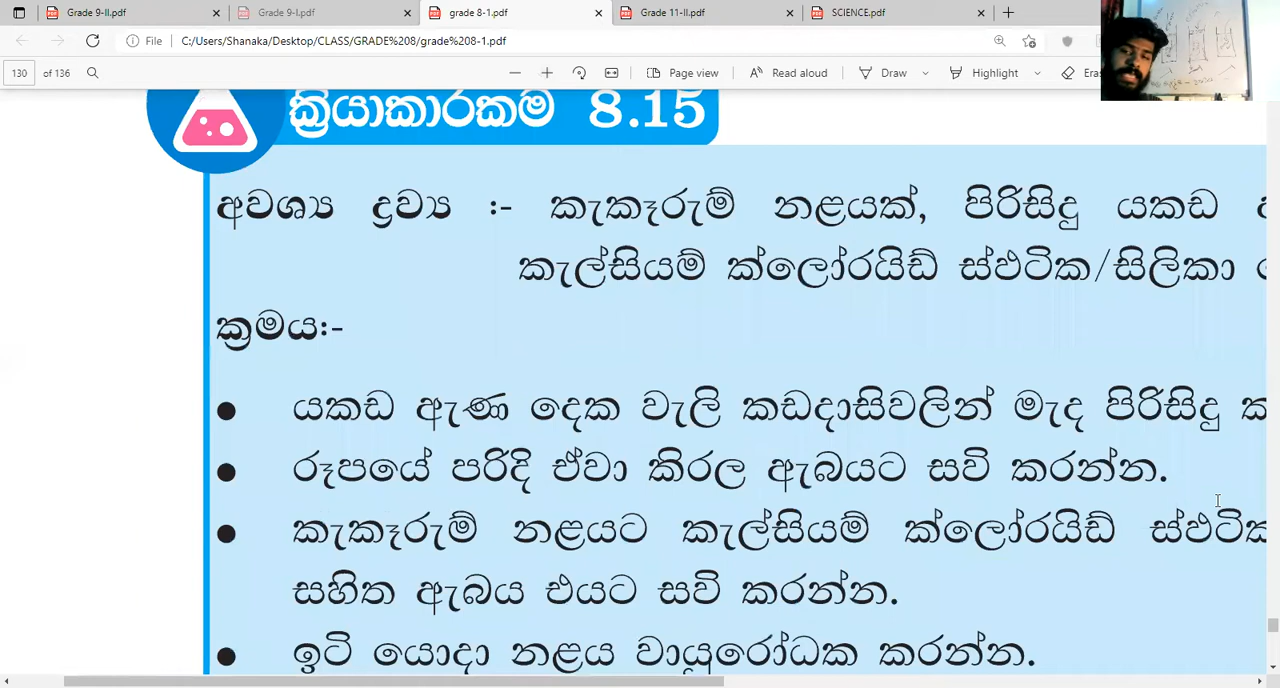 Grade 9-II.pdf
Grade 9-I.pdf
grade 8-1.pdf
Grade 11-II.pdf
SCIENCE.pdf
File C:/Users/Shanaka/Desktop/CLASS/GRADE%208/grade%208-1.pdf
130 of 136 Page view Read aloud Draw Highlight
ක්‍රියාකාරකම 8.15
අවශ්‍ය ද්‍රව්‍ය :- කැකෑරුම් නළයක්, පිරිසිදු යකඩ
කැල්සියම් ක්ලෝරයිඩ් ස්ඵටික/සිලිකා
ක්‍රමය:-
● යකඩ ඇණ දෙක වැලි කඩදාසිවලින් මැද පිරිසිදු
● රූපයේ පරිදි ඒවා කිරල ඇබයට සවි කරන්න.
● කැකෑරුම් නළයට කැල්සියම් ක්ලෝරයිඩ් ස්ඵටික
සහිත ඇබය එයට සවි කරන්න.
● ඉටි යොදා නළය වායුරෝධක කරන්න.